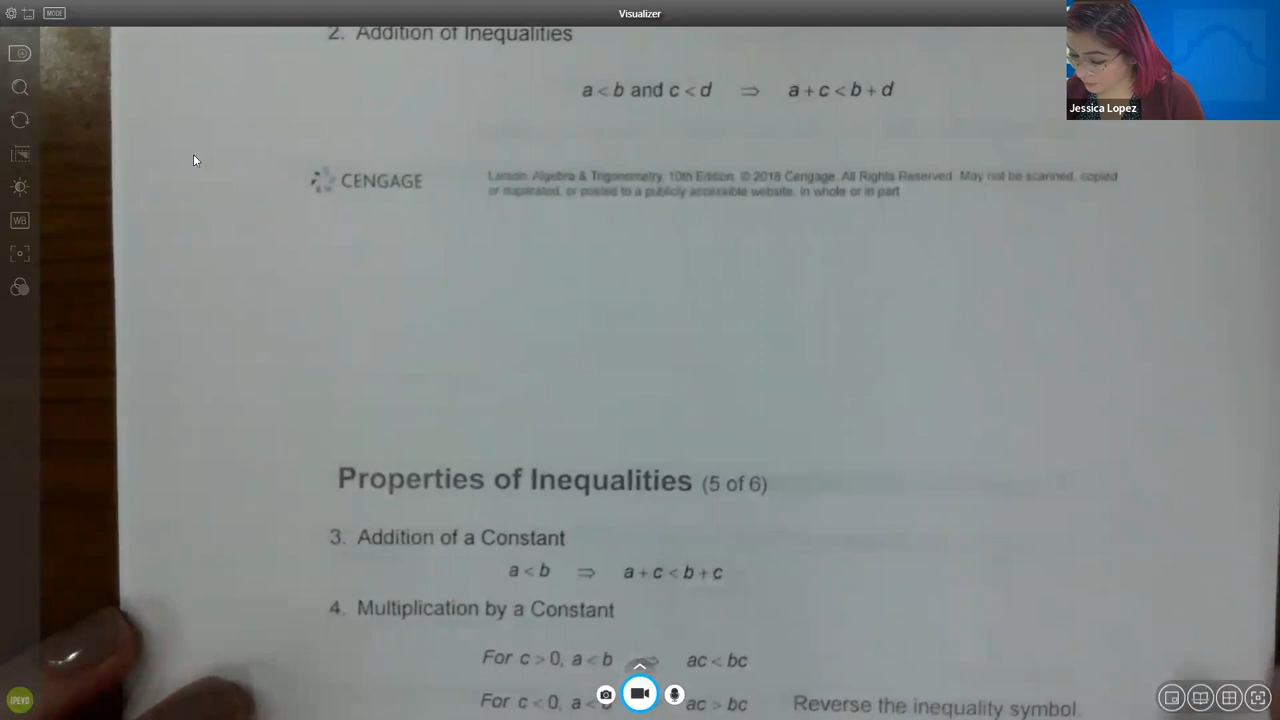 MODE
Visualizer
Jessica Lopez
WB
IPEVO
2. Addition of Inequalities
a < b and c < d ⇒ a + c < b + d
CENGAGE
Larson, Algebra & Trigonometry, 10th Edition. © 2018 Cengage. All Rights Reserved. May not be scanned, copied
or duplicated, or posted to a publicly accessible website, in whole or in part.
Properties of Inequalities (5 of 6)
3. Addition of a Constant
a < b ⇒ a + c < b + c
4. Multiplication by a Constant
For c > 0, a < b ⇒ ac < bc
For c < 0, a < ac > bc Reverse the inequality symbol.